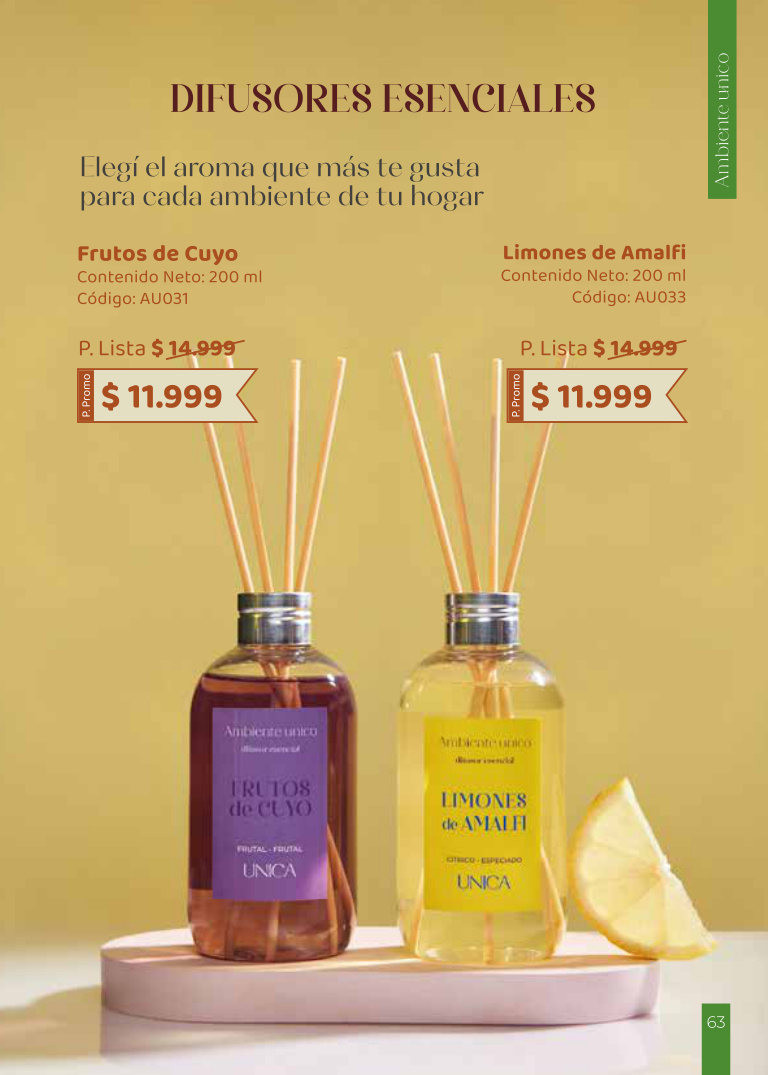 Ambiente unico
DIFUSORES ESENCIALES
Elegí el aroma que más te gusta
para cada ambiente de tu hogar
Frutos de Cuyo
Contenido Neto: 200 ml
Código: AU031
P. Lista $ 14.999
P. Promo
$ 11.999
Limones de Amalfi
Contenido Neto: 200 ml
Código: AU033
P. Lista $ 14.999
P. Promo
$ 11.999
Ambiente unico
difusor esencial
FRUTOS
de CUYO
FRUTAL - FRUTAL
UNICA
Ambiente unico
difusor esencial
LIMONES
de AMALFI
CÍTRICO - ESPECIADO
UNICA
63